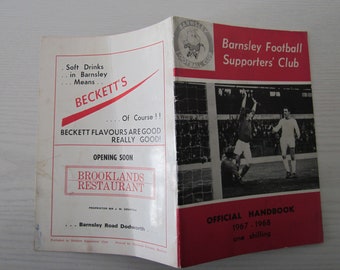 . Soft Drinks
. . in Barnsley
. . . Means . . .
BECKETT'S
. . . . Of Course ! !
BECKETT FLAVOURS ARE GOOD
REALLY GOOD!
OPENING SOON
BROOKLANDS
RESTAURANT
. . . Barnsley Road Dodworth
BARNSLEY
Barnsley Football
Supporters' Club
OFFICIAL HANDBOOK
1967 - 1968
one shilling